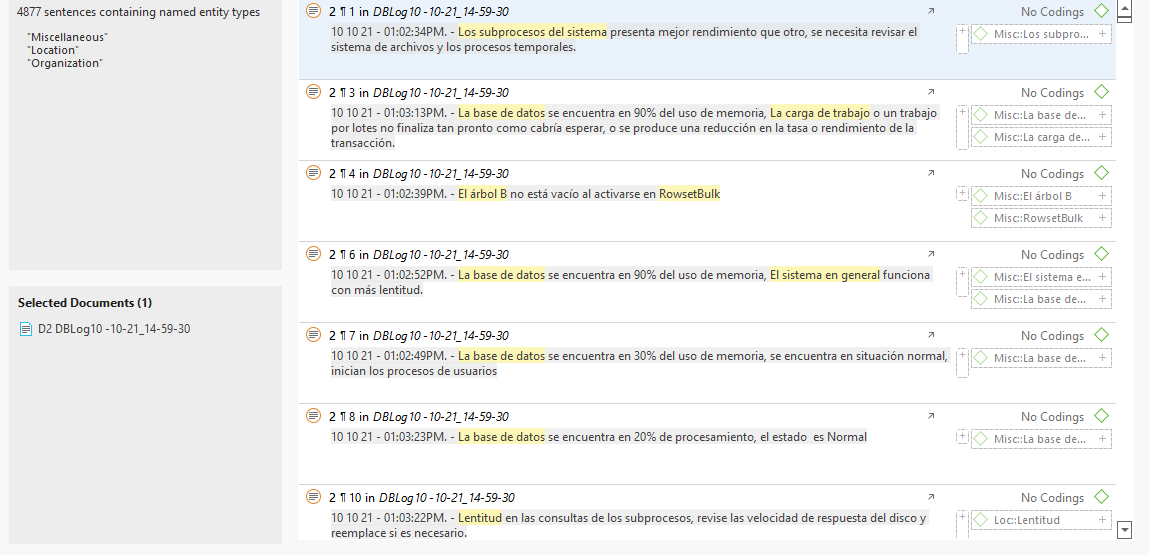 4877 sentences containing named entity types
"Miscellaneous"
"Location"
"Organization"
Selected Documents (1)
D2 DBLog10 -10-21_14-59-30
2 ¶ 1 in DBLog10 -10-21_14-59-30
No Codings
10 10 21 - 01:02:34PM. - Los subprocesos del sistema presenta mejor rendimiento que otro, se necesita revisar el
sistema de archivos y los procesos temporales.
Misc::Los subpro... +
2 ¶ 3 in DBLog10 -10-21_14-59-30
No Codings
10 10 21 - 01:03:13PM. - La base de datos se encuentra en 90% del uso de memoria, La carga de trabajo o un trabajo
por lotes no finaliza tan pronto como cabría esperar, o se produce una reducción en la tasa o rendimiento de la
transacción.
Misc::La base de... +
Misc::La carga de... +
2 ¶ 4 in DBLog10 -10-21_14-59-30
No Codings
10 10 21 - 01:02:39PM. - El árbol B no está vacío al activarse en RowsetBulk
Misc::El árbol B +
Misc::RowsetBulk +
2 ¶ 6 in DBLog10 -10-21_14-59-30
No Codings
10 10 21 - 01:02:52PM. - La base de datos se encuentra en 90% del uso de memoria, El sistema en general funciona
con más lentitud.
Misc::El sistema e... +
Misc::La base de... +
2 ¶ 7 in DBLog10 -10-21_14-59-30
No Codings
10 10 21 - 01:02:49PM. - La base de datos se encuentra en 30% del uso de memoria, se encuentra en situación normal,
inician los procesos de usuarios
Misc::La base de... +
2 ¶ 8 in DBLog10 -10-21_14-59-30
No Codings
10 10 21 - 01:03:23PM. - La base de datos se encuentra en 20% de procesamiento, el estado  es Normal
Misc::La base de... +
2 ¶ 10 in DBLog10 -10-21_14-59-30
No Codings
10 10 21 - 01:03:22PM. - Lentitud en las consultas de los subprocesos, revise las velocidad de respuesta del disco y
reemplace si es necesario.
Loc::Lentitud +